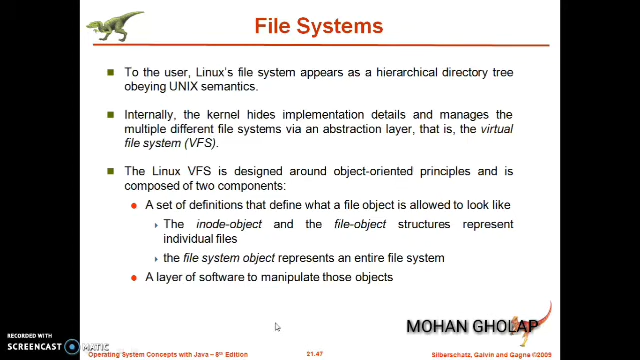 File Systems
To the user, Linux's file system appears as a hierarchical directory tree
obeying UNIX semantics.
Internally, the kernel hides implementation details and manages the
multiple different file systems via an abstraction layer, that is, the virtual
file system (VFS).
The Linux VFS is designed around object-oriented principles and is
composed of two components:
A set of definitions that define what a file object is allowed to look like
The inode-object and the file-object structures represent
individual files
the file system object represents an entire file system
A layer of software to manipulate those objects
MOHAN GHOLAP
RECORDED WITH
SCREENCAST MATIC
Operating System Concepts with Java – 8th Edition
21.47
Silberschatz, Galvin and Gagne ©2009